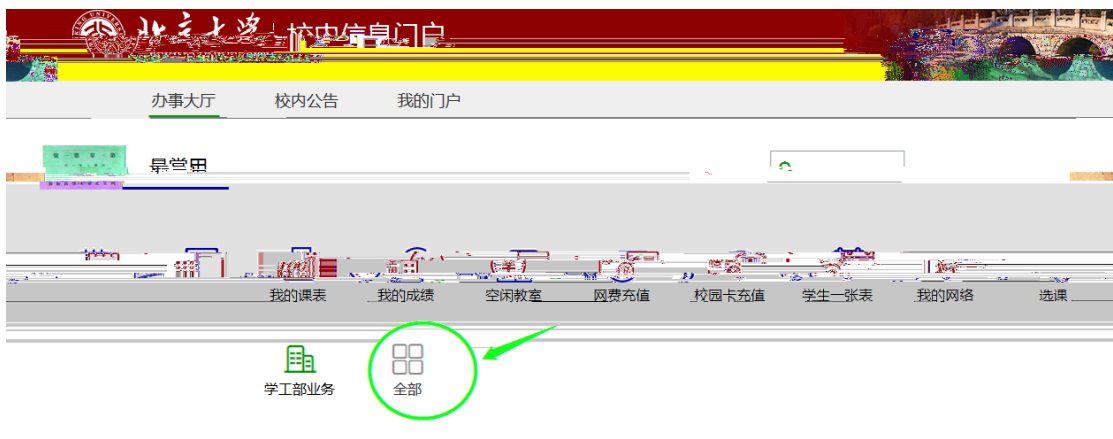 北京大学 校内信息门户
办事大厅 校内公告 我的门户
最常用
我的课表 我的成绩 空闲教室 网费充值 校园卡充值 学生一张表 我的网络 选课
学工部业务 全部